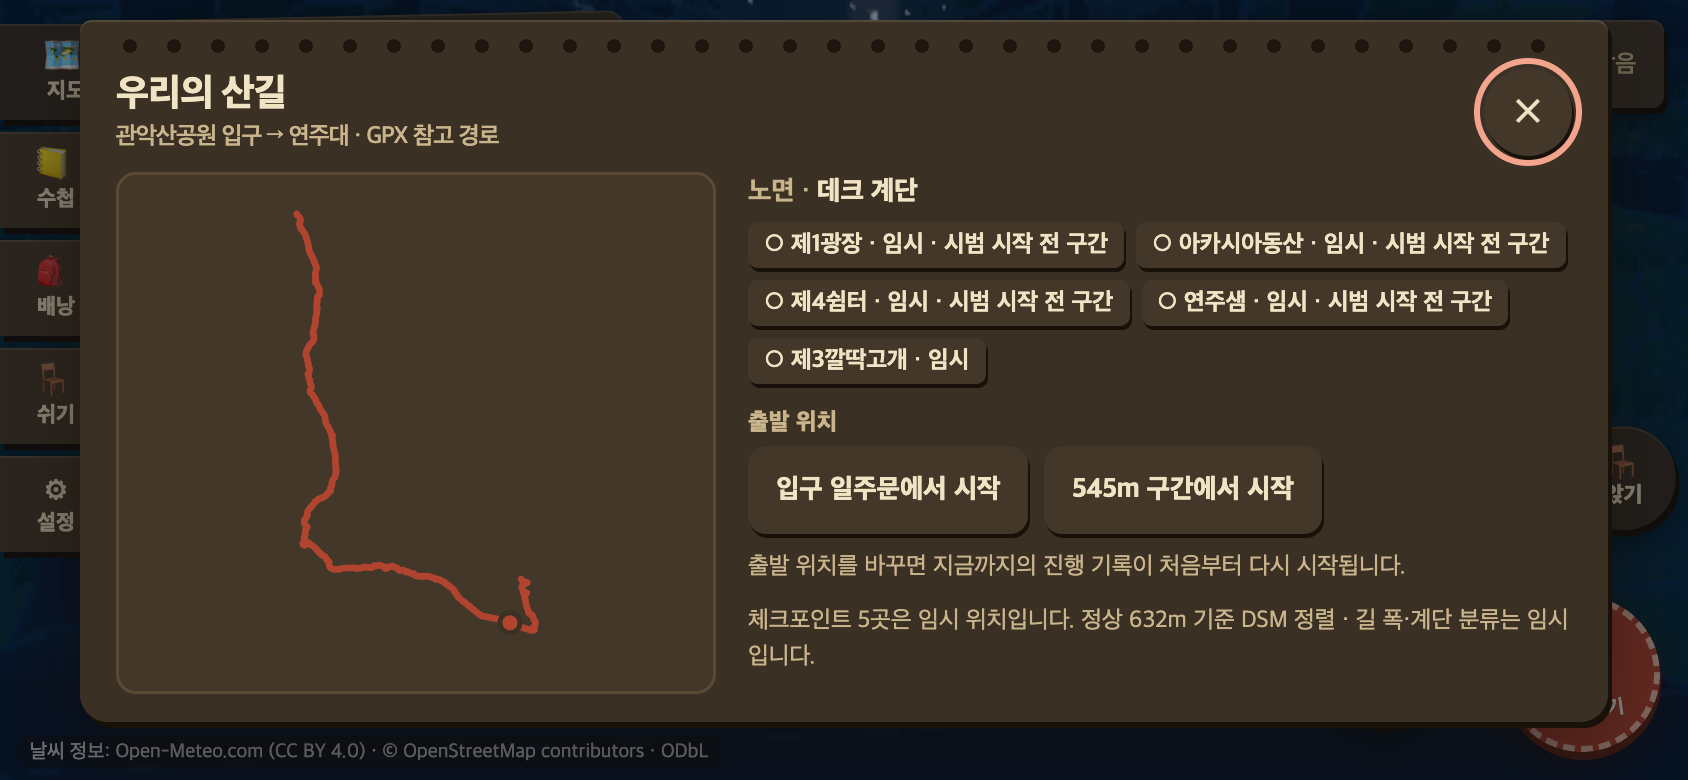 우리의 산길
관악산공원 입구 → 연주대 · GPX 참고 경로
지도
수첩
배낭
쉬기
설정
노면 · 데크 계단
제1광장 · 임시 · 시범 시작 전 구간
아카시아동산 · 임시 · 시범 시작 전 구간
제4쉼터 · 임시 · 시범 시작 전 구간
연주샘 · 임시 · 시범 시작 전 구간
제3깔딱고개 · 임시
출발 위치
입구 일주문에서 시작
545m 구간에서 시작
출발 위치를 바꾸면 지금까지의 진행 기록이 처음부터 다시 시작됩니다.
체크포인트 5곳은 임시 위치입니다. 정상 632m 기준 DSM 정렬 · 길 폭·계단 분류는 임시
입니다.
날씨 정보: Open-Meteo.com (CC BY 4.0) · © OpenStreetMap contributors · ODbL